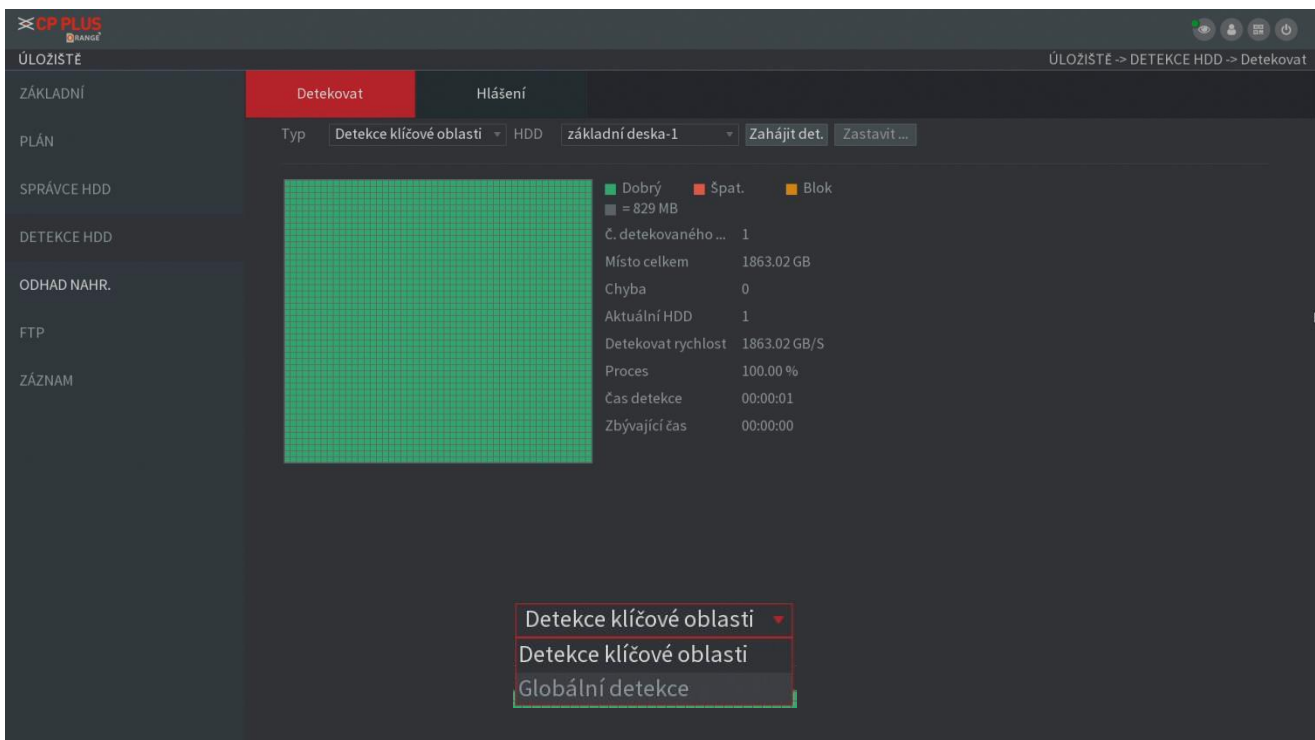 CP PLUS
ORANGE
ÚLOŽIŠTĚ
ÚLOŽIŠTĚ -> DETEKCE HDD -> Detekovat
ZÁKLADNÍ
PLÁN
SPRÁVCE HDD
DETEKCE HDD
ODHAD NAHR.
FTP
ZÁZNAM
Detekovat Hlášení
Typ Detekce klíčové oblasti HDD základní deska-1 Zahájit det. Zastavit ...
Dobrý Špat. Blok
= 829 MB
Č. detekovaného ... 1
Místo celkem 1863.02 GB
Chyba 0
Aktuální HDD 1
Detekovat rychlost 1863.02 GB/S
Proces 100.00 %
Čas detekce 00:00:01
Zbývající čas 00:00:00
Detekce klíčové oblasti
Detekce klíčové oblasti
Globální detekce